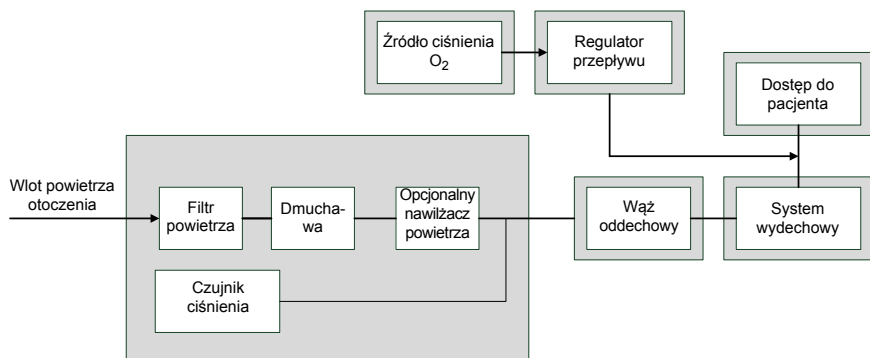 Źródło ciśnienia
O2
Regulator
przepływu
Dostęp do
pacjenta
Wlot powietrza
otoczenia
Filtr
powietrza
Dmucha-
wa
Opcjonalny
nawilżacz
powietrza
Wąż
oddechowy
System
wydechowy
Czujnik
ciśnienia